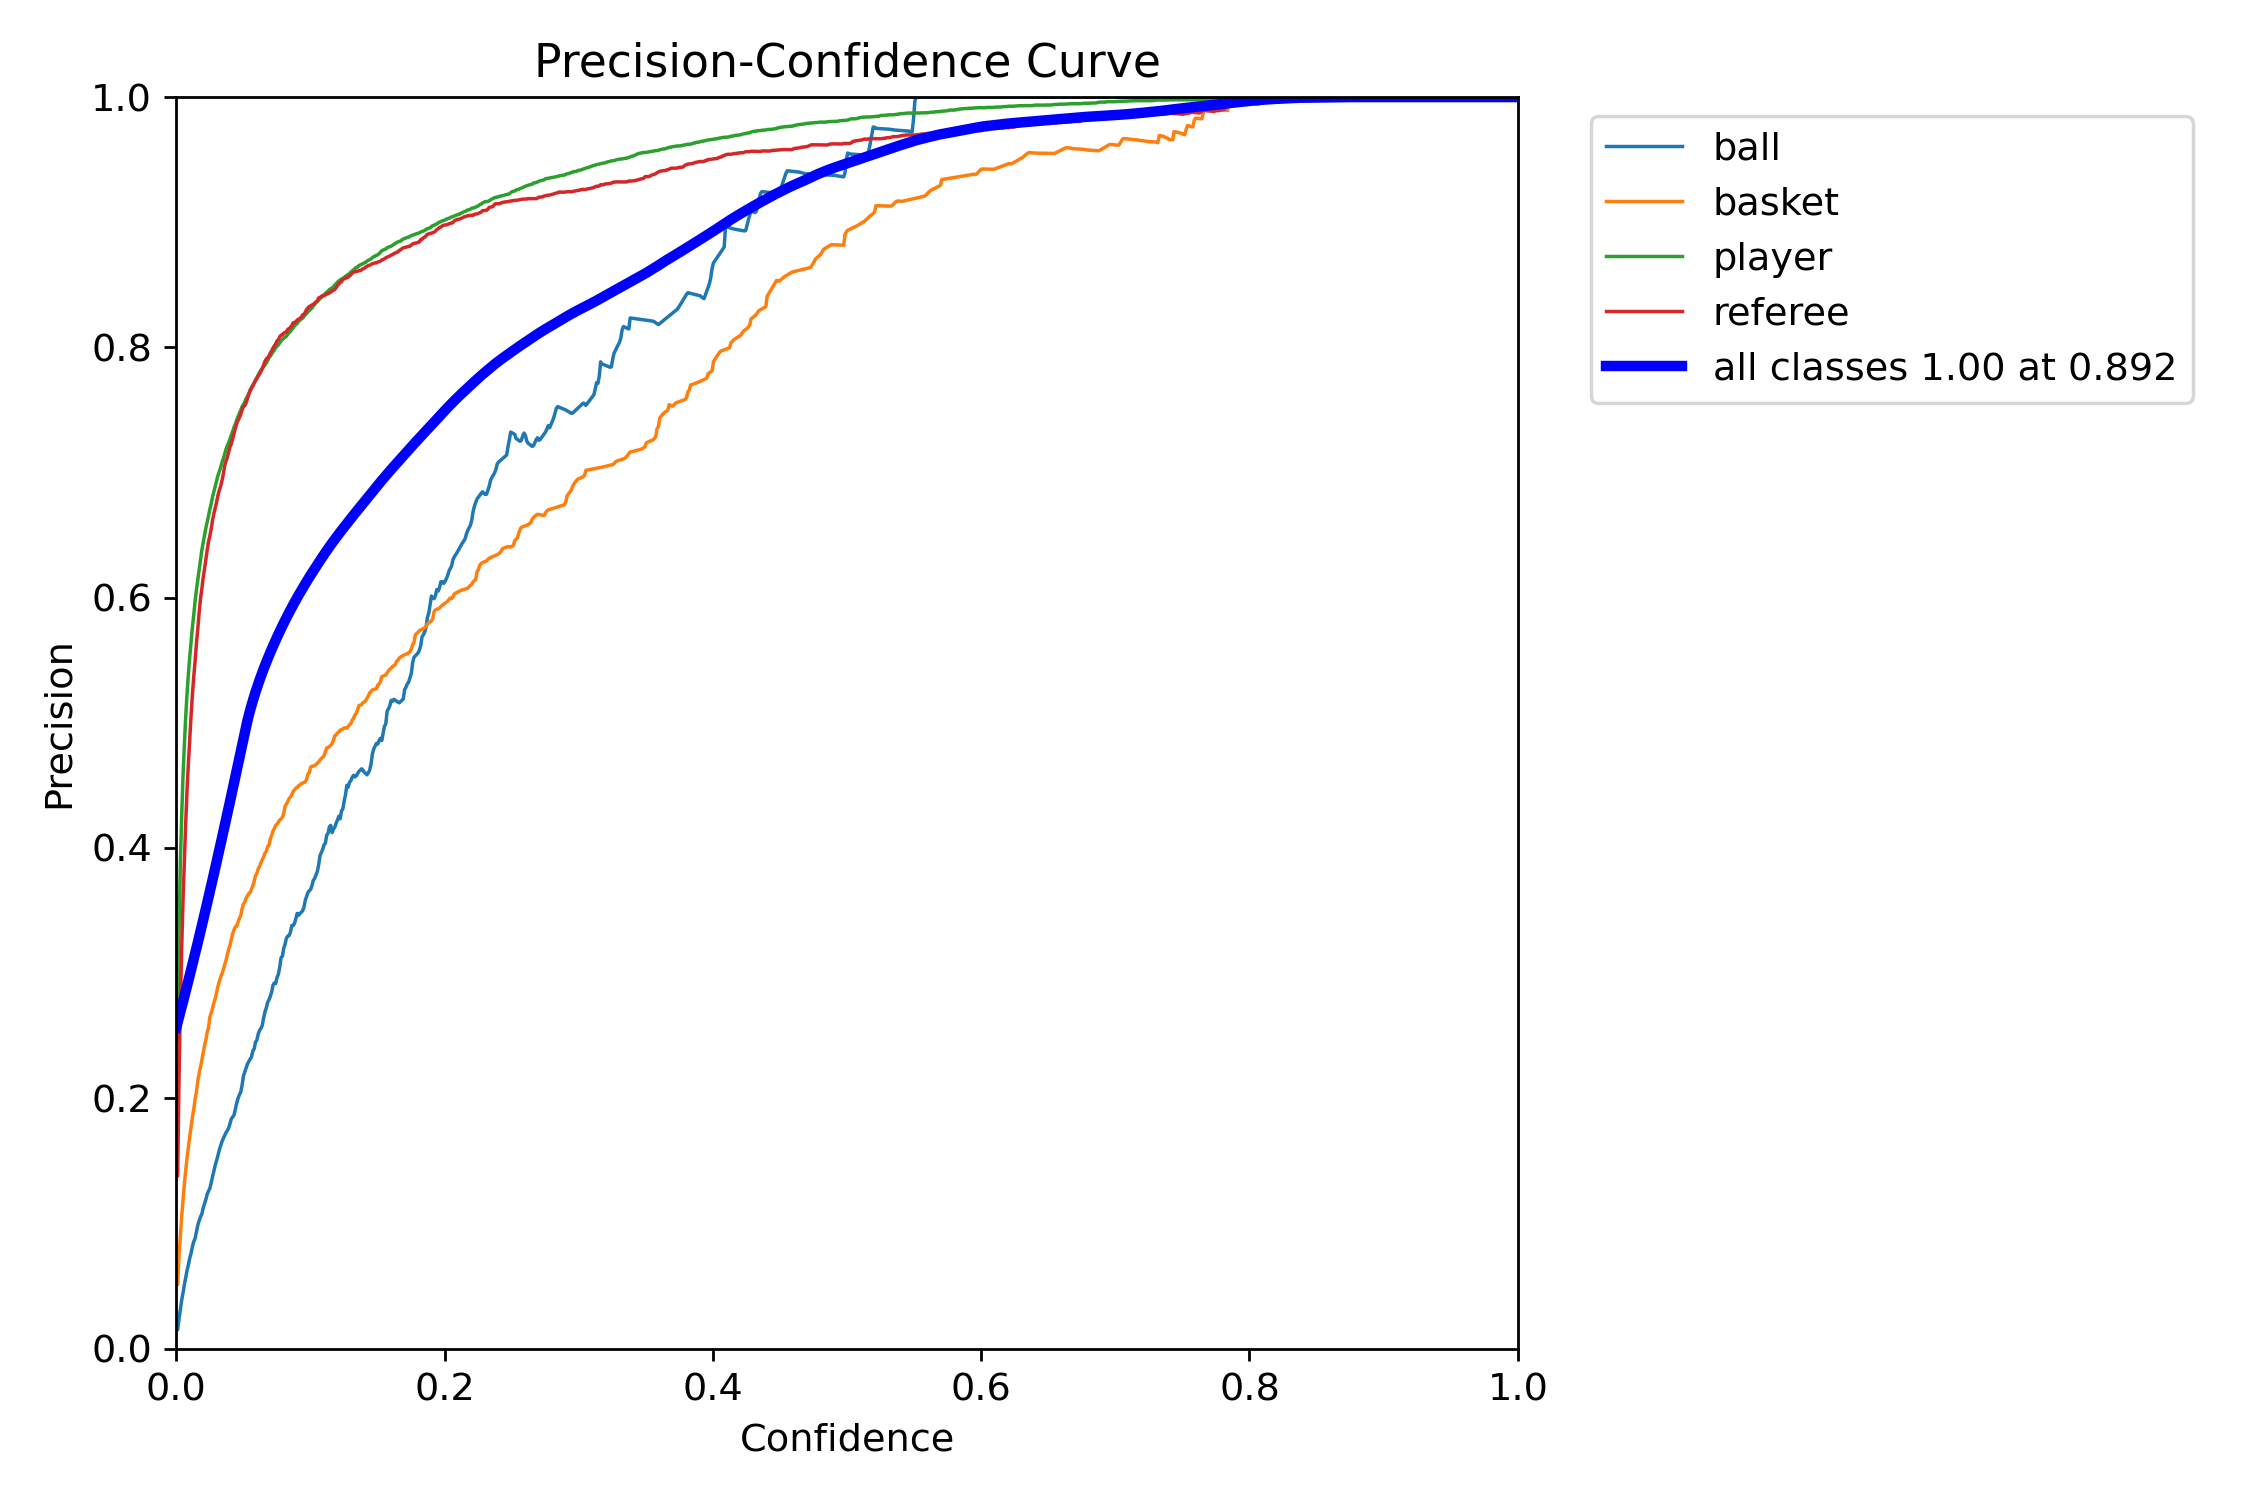 Precision-Confidence Curve
1.0
0.8
0.6
0.4
0.2
0.0
Precision
0.0 0.2 0.4 0.6 0.8 1.0
Confidence
ball
basket
player
referee
all classes 1.00 at 0.892